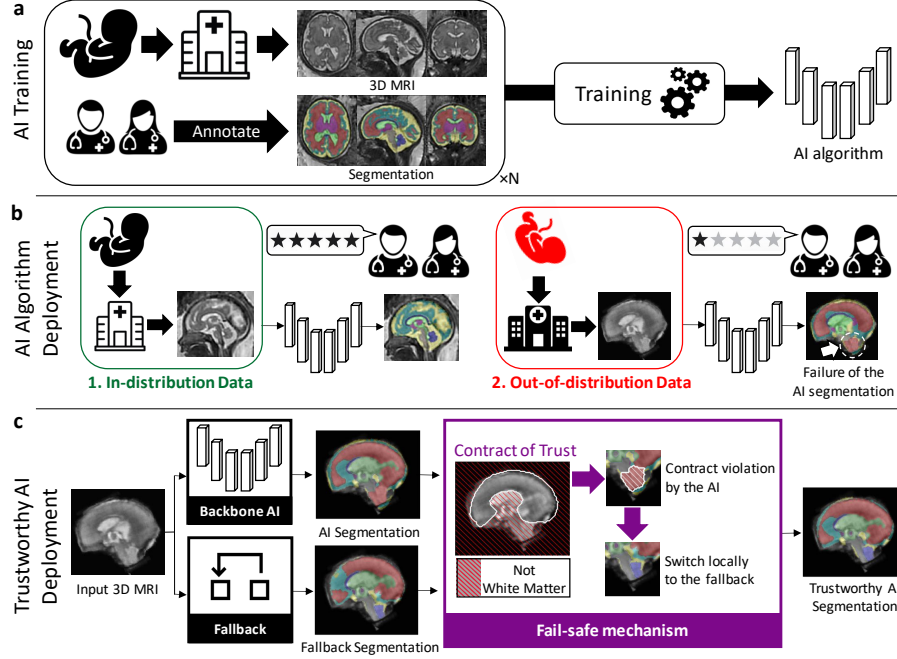 a
AI Training
3D MRI
Annotate
Segmentation
×N
Training
AI algorithm
b
AI Algorithm
Deployment
1. In-distribution Data
2. Out-of-distribution Data
Failure of the
AI segmentation
c
Trustworthy AI
Deployment
Input 3D MRI
Backbone AI
AI Segmentation
Fallback
Fallback Segmentation
Contract of Trust
Not
White Matter
Contract violation
by the AI
Switch locally
to the fallback
Fail-safe mechanism
Trustworthy A
Segmentation